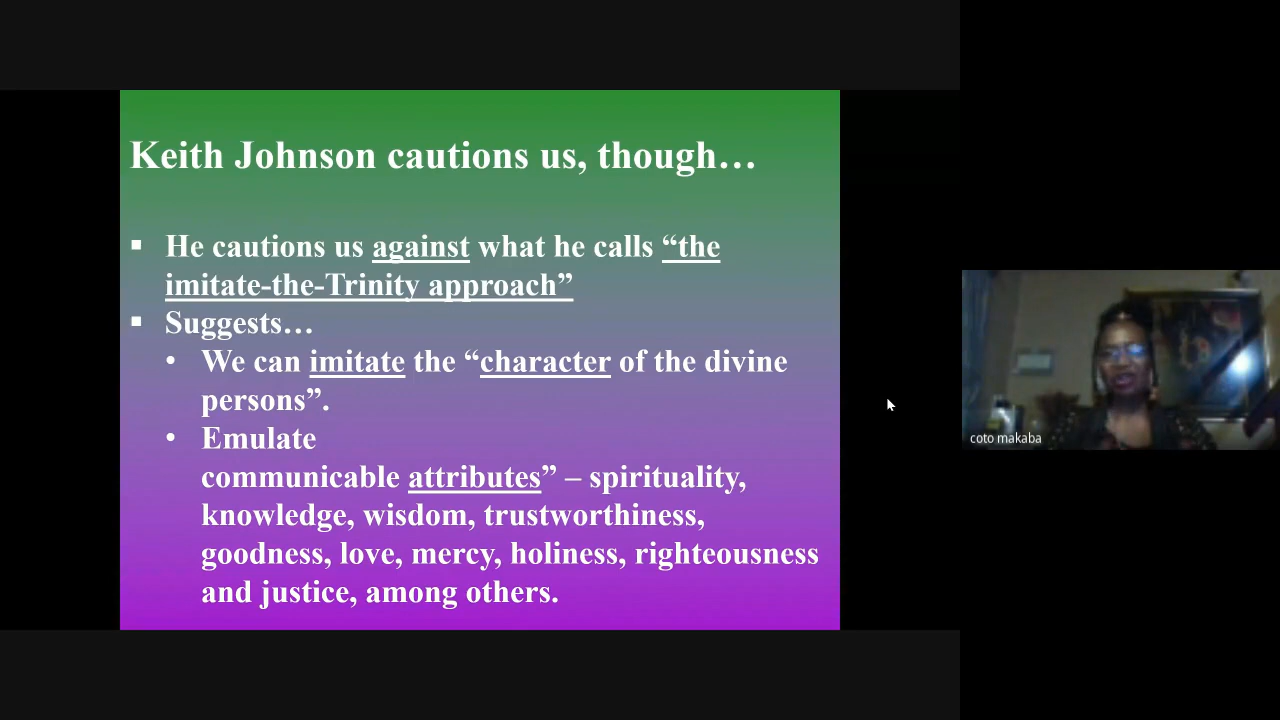 Keith Johnson cautions us, though…
▪ He cautions us against what he calls “the
imitate-the-Trinity approach”
▪ Suggests…
• We can imitate the “character of the divine
persons”.
• Emulate
communicable attributes” – spirituality,
knowledge, wisdom, trustworthiness,
goodness, love, mercy, holiness, righteousness
and justice, among others.
coto makaba